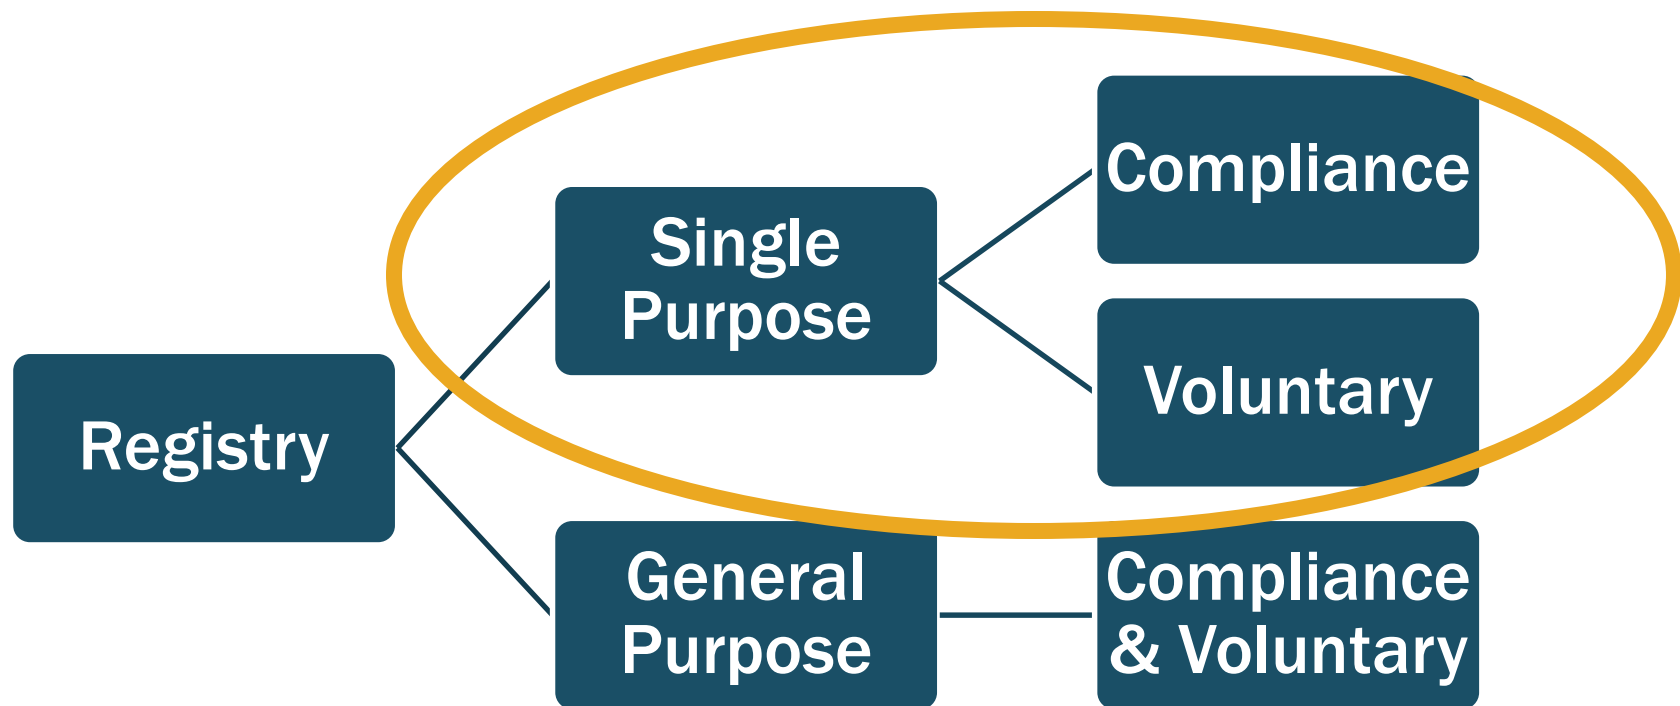 Registry
Single
Purpose
Compliance
Voluntary
General
Purpose
Compliance
& Voluntary